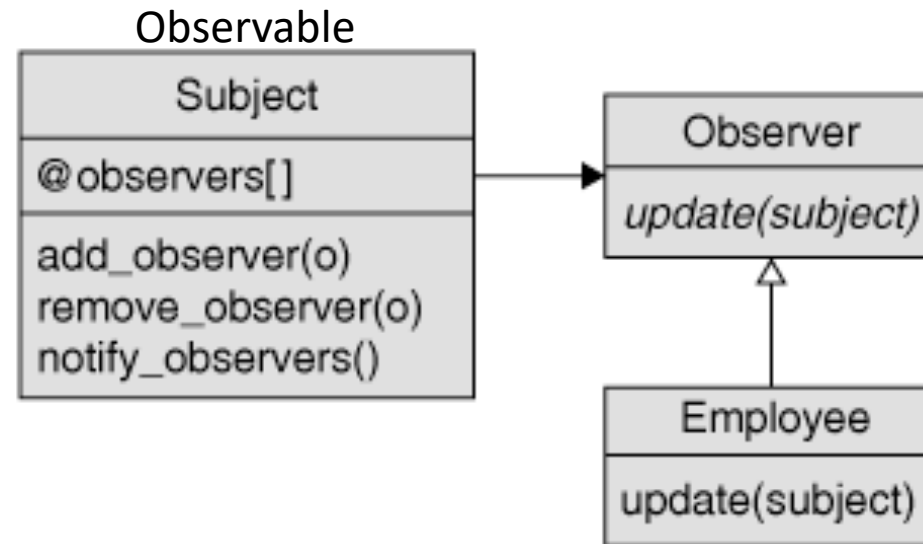 Observable
Subject
@observers[]
add_observer(o)
remove_observer(o)
notify_observers()
Observer
update(subject)
Employee
update(subject)